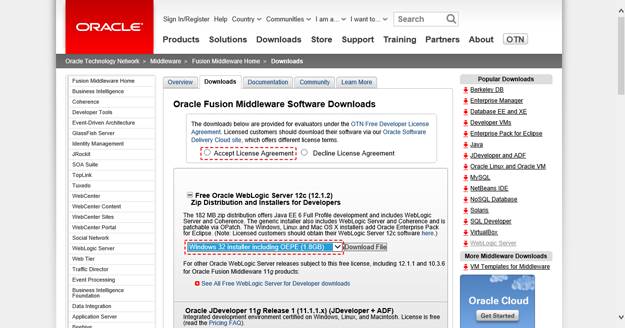 ORACLE
Sign In/Register Help Country Communities I am a... I want to... Search
Products Solutions Downloads Store Support Training Partners About OTN
Oracle Technology Network > Middleware > Fusion Middleware Home > Downloads
Fusion Middleware Home
Business Intelligence
Coherence
Developer Tools
Event-Driven Architecture
GlassFish Server
Identity Management
JRockit
SOA Suite
TopLink
Tuxedo
WebCenter
WebCenter Content
WebCenter Sites
WebCenter Portal
Social Network
WebLogic Server
Web Tier
Traffic Director
Event Processing
Business Intelligence
Foundation
Data Integration
Application Server
Beehive
Overview Downloads Documentation Community Learn More
Oracle Fusion Middleware Software Downloads
The downloads below are provided for evaluators under the OTN Free Developer License
Agreement. Licensed customers should download their software via our Oracle Software
Delivery Cloud site, which offers different license terms.
Accept License Agreement Decline License Agreement
Free Oracle WebLogic Server 12c (12.1.2)
Zip Distribution and Installers for Developers
The 182 MB zip distribution offers Java EE 6 Full Profile development and includes WebLogic
Server and Coherence. The generic installer also includes WebLogic Server and Coherence and is
patchable via OPatch. The Windows, Linux and Mac OS X installers add Oracle Enterprise Pack
for Eclipse. (Note: Licensed customers should obtain their WebLogic Server 12c software here.)
Windows 32 installer including OEPE (1.8GB) Download File
For other Oracle WebLogic Server releases subject to this free license, including 12.1.1 and 10.3.6
for Oracle Fusion Middleware 11g products:
See All Free WebLogic Server for Developer downloads
Oracle JDeveloper 11g Release 1 (11.1.1.x) (JDeveloper + ADF)
Integrated development environment certified on Windows, Linux, and Macintosh. License is free
(read the Pricing FAQ).
Popular Downloads
Berkeley DB
Enterprise Manager
Database EE and XE
Developer VMs
Enterprise Pack for Eclipse
Java
JDeveloper and ADF
Oracle Linux and Oracle VM
MySQL
NetBeans IDE
NoSQL Database
Solaris
SQL Developer
VirtualBox
WebLogic Server
More Middleware Downloads
VM Templates for Middleware
Oracle Cloud
Get Started